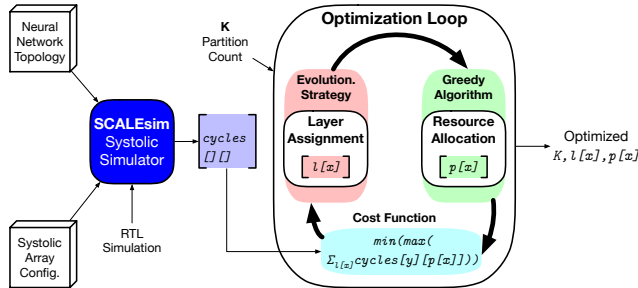 Neural
Network
Topology
SCALEsim
Systolic
Simulator
Systolic
Array
Config.
RTL
Simulation
cycles
[][]
K
Partition
Count
Optimization Loop
Evolution.
Strategy
Layer
Assignment
l[x]
Greedy
Algorithm
Resource
Allocation
p[x]
Cost Function
min(max(
Σl[x]cycles[y][p[x]]))
Optimized
K,l[x],p[x]